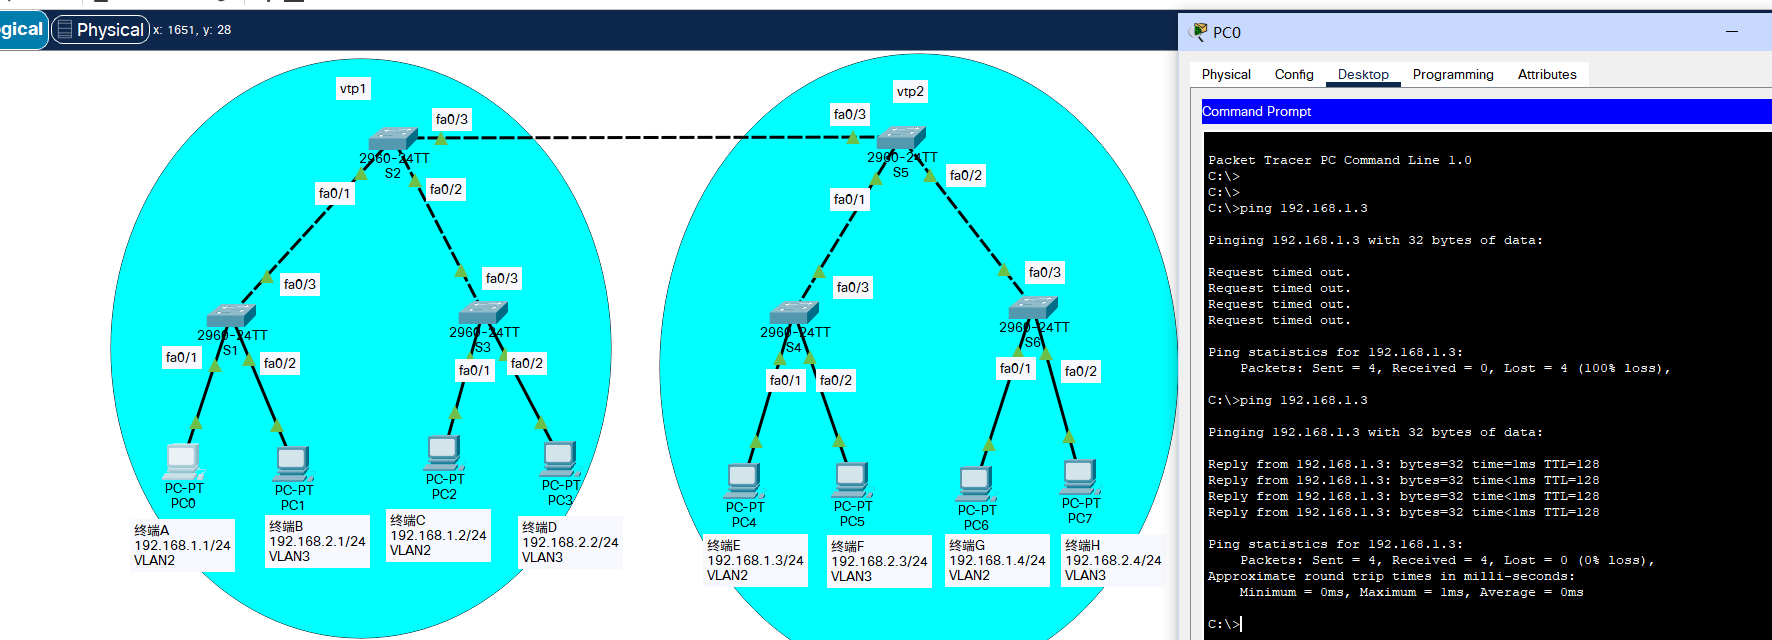 gical
Physical
x: 1651, y: 28
vtp1
fa0/3
2960-24TT
S2
fa0/1
fa0/2
fa0/3
fa0/3
2960-24TT
S1
2960-24TT
S3
fa0/1
fa0/2
fa0/1
fa0/2
PC-PT
PC0
PC-PT
PC1
PC-PT
PC2
PC-PT
PC3
终端A
192.168.1.1/24
VLAN2
终端B
192.168.2.1/24
VLAN3
终端C
192.168.1.2/24
VLAN2
终端D
192.168.2.2/24
VLAN3
vtp2
fa0/3
2960-24TT
S5
fa0/1
fa0/2
fa0/3
fa0/3
2960-24TT
S4
2960-24TT
S6
fa0/1
fa0/2
fa0/1
fa0/2
PC-PT
PC4
PC-PT
PC5
PC-PT
PC6
PC-PT
PC7
终端E
192.168.1.3/24
VLAN2
终端F
192.168.2.3/24
VLAN3
终端G
192.168.1.4/24
VLAN2
终端H
192.168.2.4/24
VLAN3
PC0
Physical Config Desktop Programming Attributes
Command Prompt
Packet Tracer PC Command Line 1.0
C:\>
C:\>
C:\>ping 192.168.1.3
Pinging 192.168.1.3 with 32 bytes of data:
Request timed out.
Request timed out.
Request timed out.
Request timed out.
Ping statistics for 192.168.1.3:
Packets: Sent = 4, Received = 0, Lost = 4 (100% loss),
C:\>ping 192.168.1.3
Pinging 192.168.1.3 with 32 bytes of data:
Reply from 192.168.1.3: bytes=32 time=1ms TTL=128
Reply from 192.168.1.3: bytes=32 time<1ms TTL=128
Reply from 192.168.1.3: bytes=32 time<1ms TTL=128
Reply from 192.168.1.3: bytes=32 time<1ms TTL=128
Ping statistics for 192.168.1.3:
Packets: Sent = 4, Received = 4, Lost = 0 (0% loss),
Approximate round trip times in milli-seconds:
Minimum = 0ms, Maximum = 1ms, Average = 0ms
C:\>